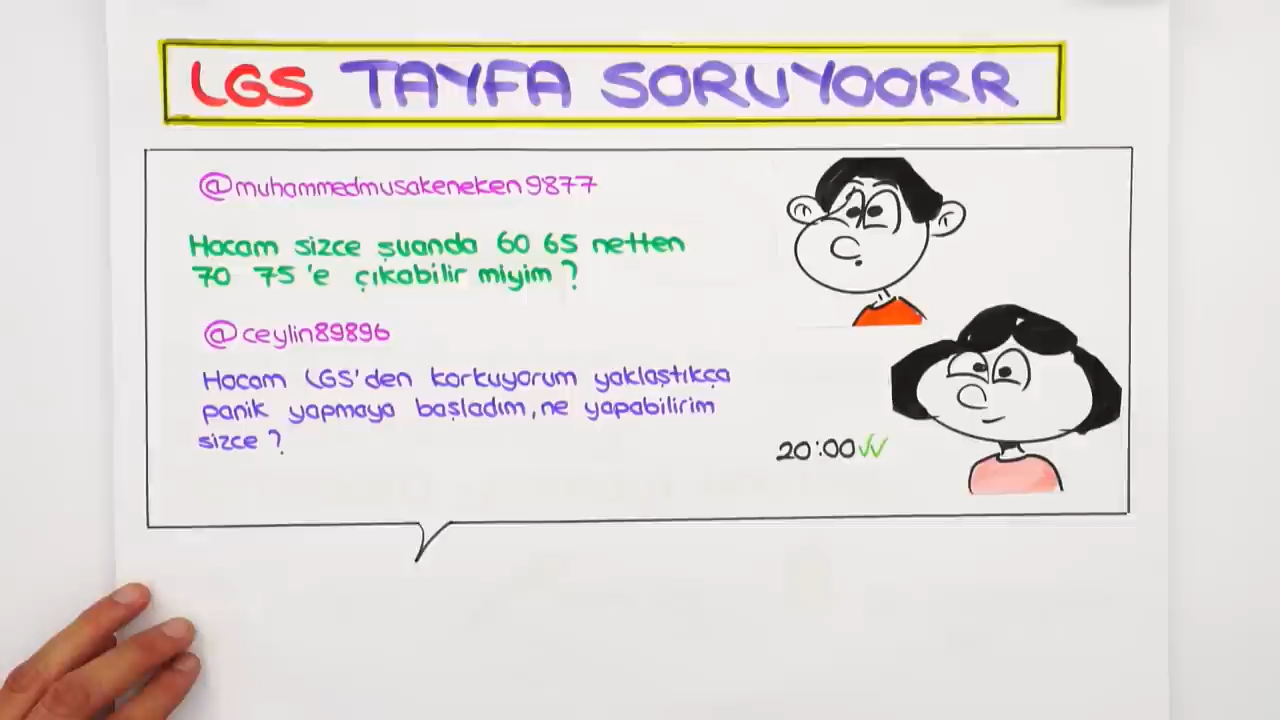 LGS TAYFA SORUYOORR
@muhammedmusakeneken9877
Hocam sizce şuanda 60 65 netten
70 75'e çıkabilir miyim?
@ceylin89896
Hocam LGS'den korkuyorum yaklaştıkça
panik yapmaya başladım, ne yapabilirim
sizce?
20:00